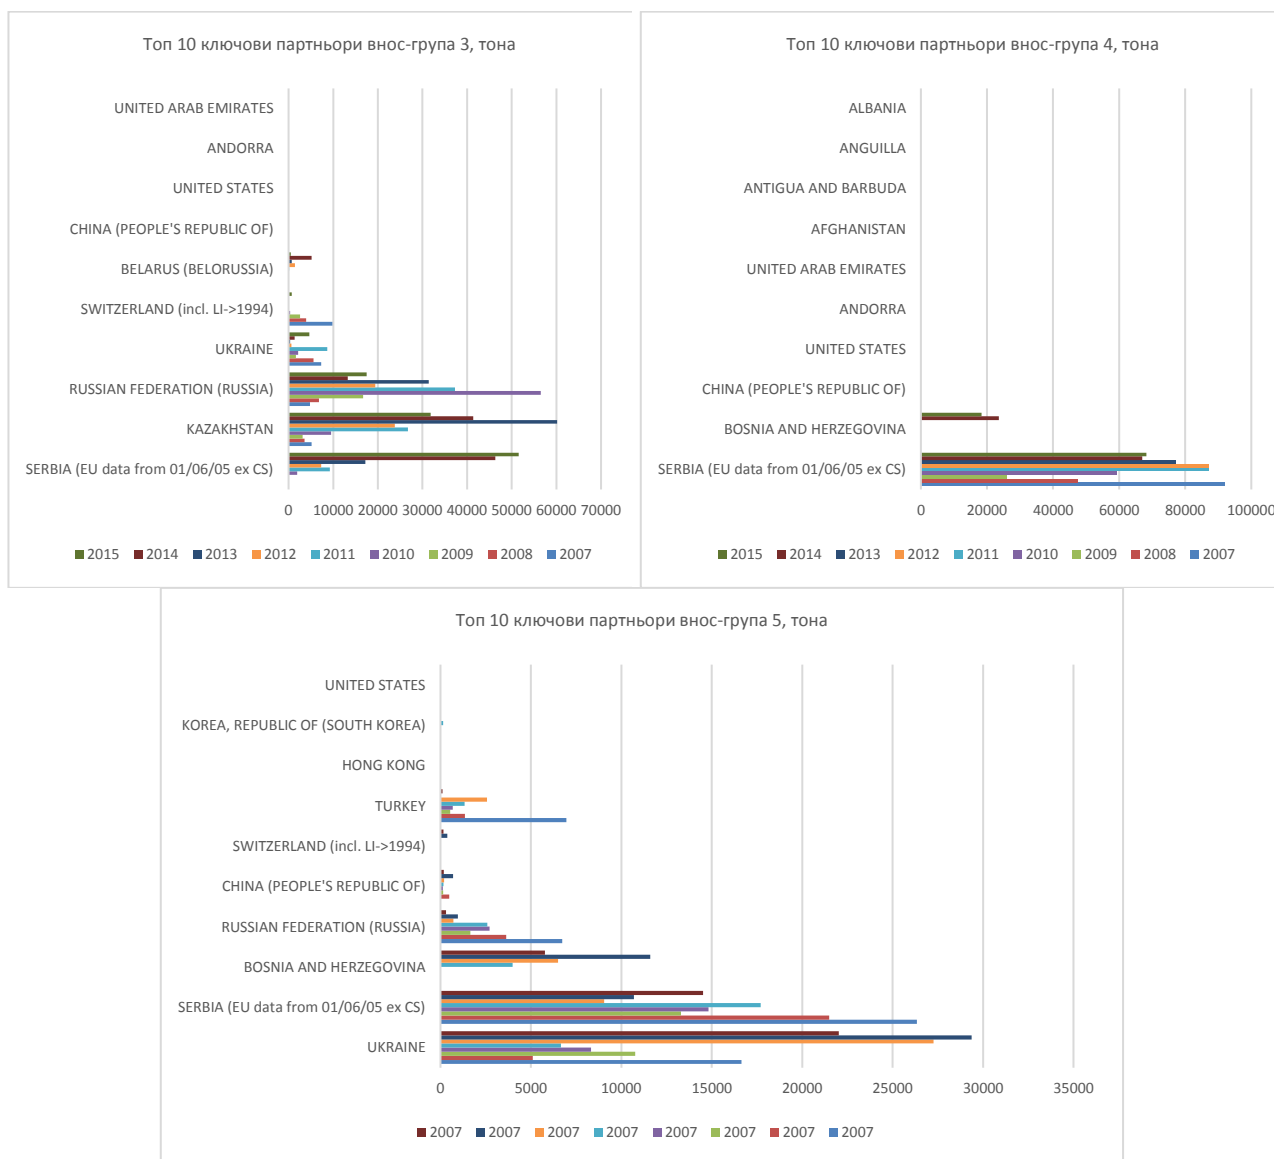 Топ 10 ключови партньори внос-група 3, тона
UNITED ARAB EMIRATES
ANDORRA
UNITED STATES
CHINA (PEOPLE'S REPUBLIC OF)
BELARUS (BELORUSSIA)
SWITZERLAND (incl. LI->1994)
UKRAINE
RUSSIAN FEDERATION (RUSSIA)
KAZAKHSTAN
SERBIA (EU data from 01/06/05 ex CS)
0 10000 20000 30000 40000 50000 60000 70000
2015 2014 2013 2012 2011 2010 2009 2008 2007
Топ 10 ключови партньори внос-група 4, тона
ALBANIA
ANGUILLA
ANTIGUA AND BARBUDA
AFGHANISTAN
UNITED ARAB EMIRATES
ANDORRA
UNITED STATES
CHINA (PEOPLE'S REPUBLIC OF)
BOSNIA AND HERZEGOVINA
SERBIA (EU data from 01/06/05 ex CS)
0 20000 40000 60000 80000 100000
2015 2014 2013 2012 2011 2010 2009 2008 2007
Топ 10 ключови партньори внос-група 5, тона
UNITED STATES
KOREA, REPUBLIC OF (SOUTH KOREA)
HONG KONG
TURKEY
SWITZERLAND (incl. LI->1994)
CHINA (PEOPLE'S REPUBLIC OF)
RUSSIAN FEDERATION (RUSSIA)
BOSNIA AND HERZEGOVINA
SERBIA (EU data from 01/06/05 ex CS)
UKRAINE
0 5000 10000 15000 20000 25000 30000 35000
2007 2007 2007 2007 2007 2007 2007 2007